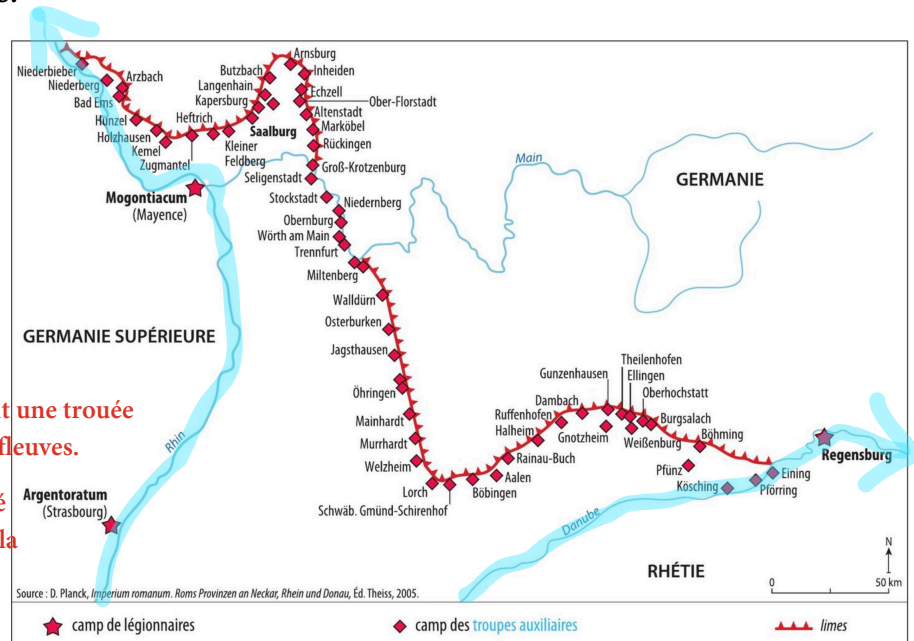 Arnsburg
Niederbieber
Niederberg
Arzbach
Bad Ems
Hunzel
Holzhausen
Kemel
Zugmantel
Heftrich
Butzbach
Langenhain
Kapersburg
Saalburg
Kleiner
Feldberg
Inheiden
Echzell
Ober-Florstadt
Altenstadt
Marköbel
Rückingen
Groß-Krotzenburg
Seligenstadt
Stockstadt
Niedernberg
Obernburg
Wörth am Main
Trennfurt
Miltenberg
Main
GERMANIE
Mogontiacum
(Mayence)
Walldürn
Osterburken
Jagsthausen
Öhringen
Mainhardt
Murrhardt
Welzheim
Lorch
Schwäb. Gmünd-Schirenhof
Böbingen
Aalen
Rainau-Buch
Halheim
Ruffenhofen
Dambach
Gnotzheim
Gunzenhausen
Theilenhofen
Ellingen
Oberhochstatt
Burgsalach
Weißenburg
Böhming
Pfünz
Kösching
Pförring
Eining
Regensburg
GERMANIE SUPÉRIEURE
une trouée
fleuves.
la
Rhin
Argentoratum
(Strasbourg)
Danube
RHÉTIE
N
0 50 km
Source : D. Planck, Imperium romanum. Roms Provinzen an Neckar, Rhein und Donau, Éd. Theiss, 2005.
camp de légionnaires
camp des troupes auxiliaires
limes